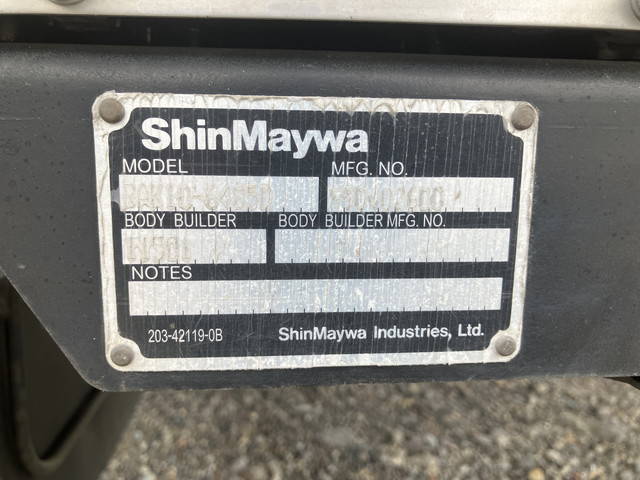 ShinMaywa
MODEL MFG. NO.
BODY BUILDER BODY BUILDER MFG. NO.
NOTES
203-42119-0B ShinMaywa Industries, Ltd.